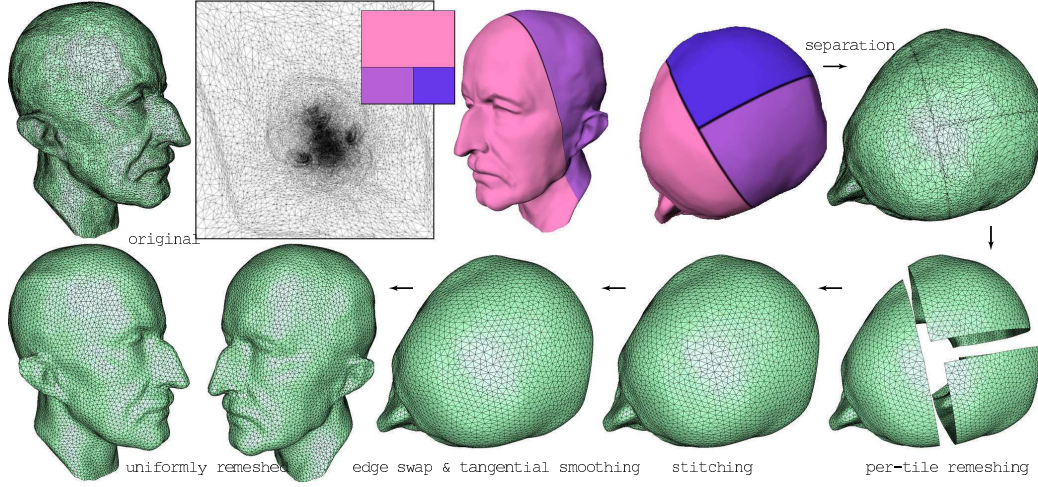 separation
original
uniformly remeshed
edge swap & tangential smoothing
stitching
per-tile remeshing